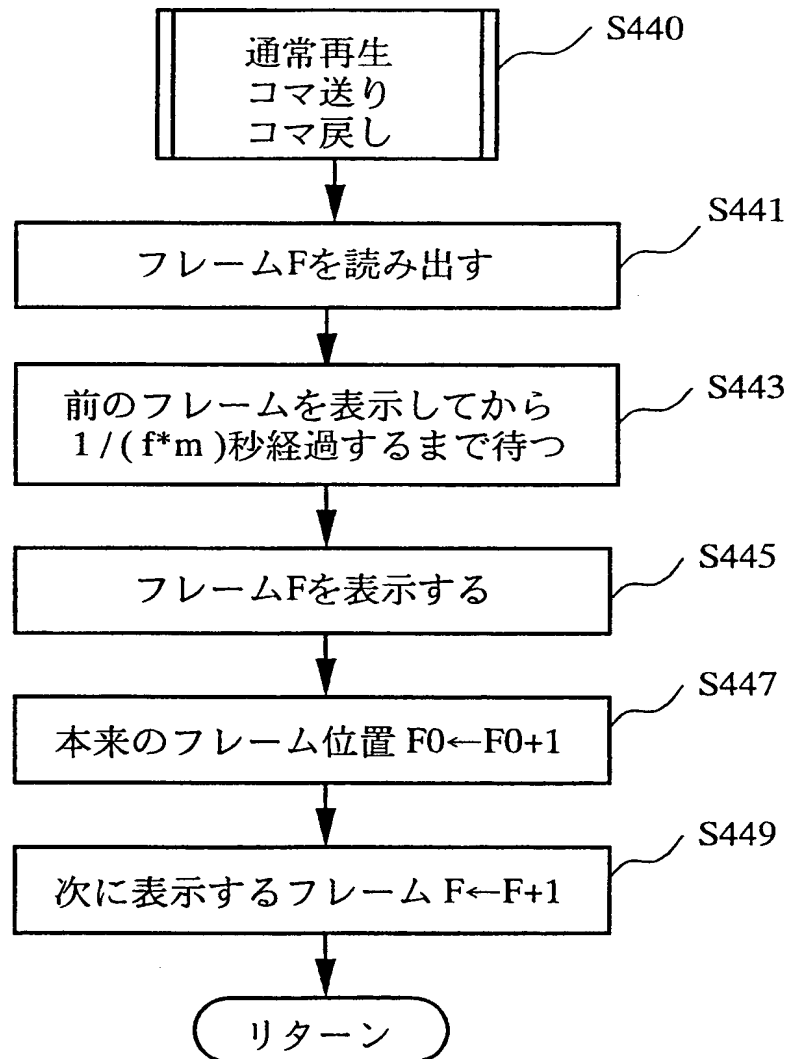 通常再生
コマ送り
コマ戻し
S440
フレームFを読み出す
S441
前のフレームを表示してから
1/(f*m)秒経過するまで待つ
S443
フレームFを表示する
S445
本来のフレーム位置 F0←F0+1
S447
次に表示するフレーム F←F+1
S449
リターン